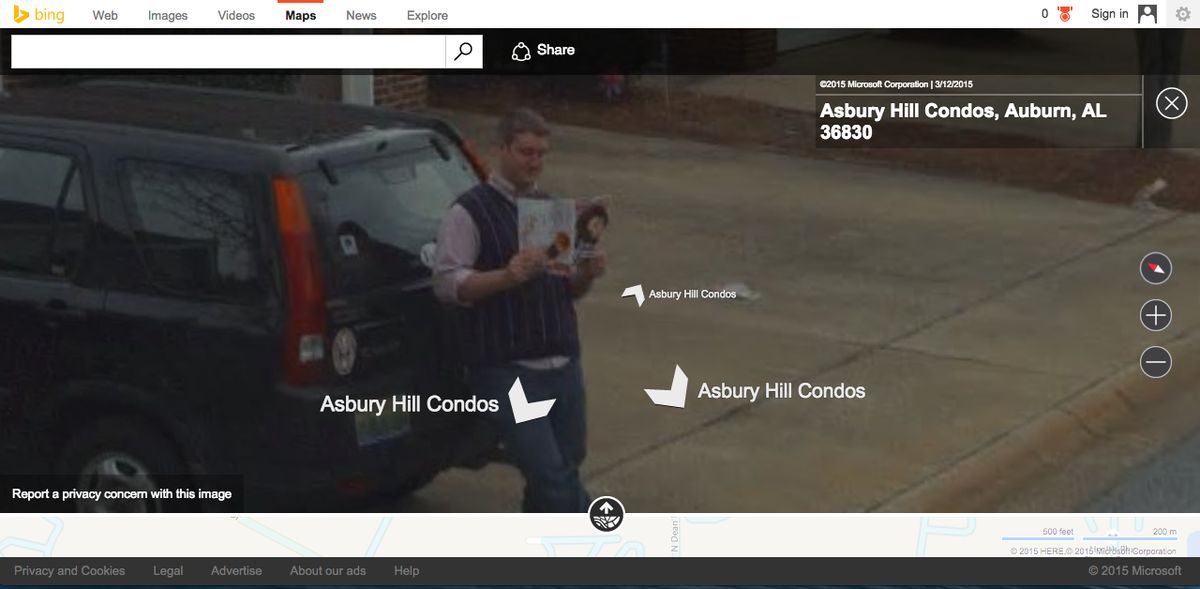 bing
Web
Images
Videos
Maps
News
Explore
0
Sign in
Share
©2015 Microsoft Corporation | 3/12/2015
Asbury Hill Condos, Auburn, AL
36830
Asbury Hill Condos
Asbury Hill Condos
Asbury Hill Condos
Report a privacy concern with this image
N Dean
500 feet
200 m
© 2015 HERE,© 2015 Microsoft Corporation
Privacy and Cookies
Legal
Advertise
About our ads
Help
© 2015 Microsoft